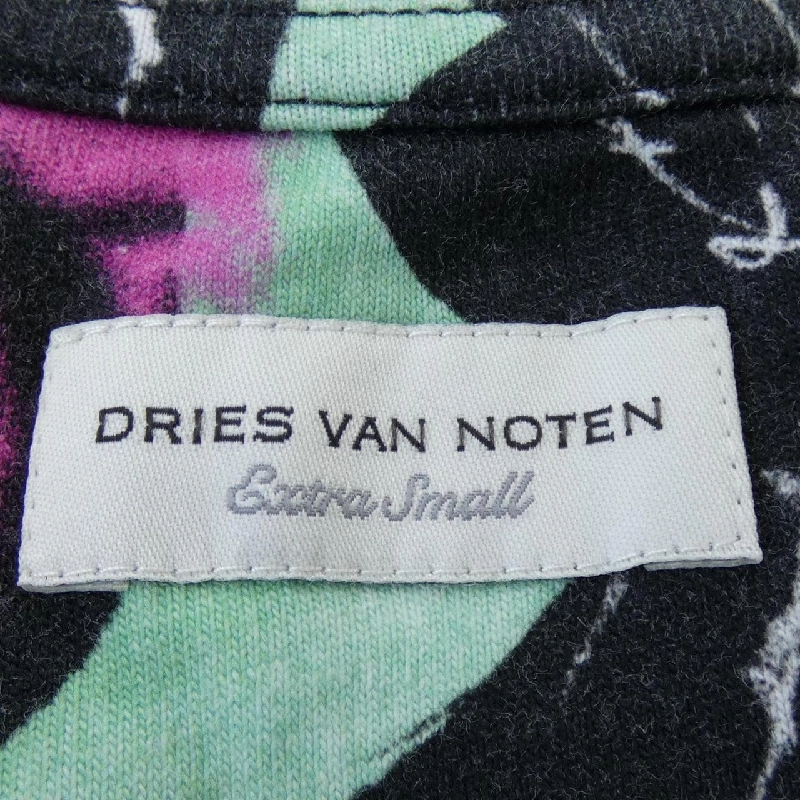 DRIES VAN NOTEN
Extra Small